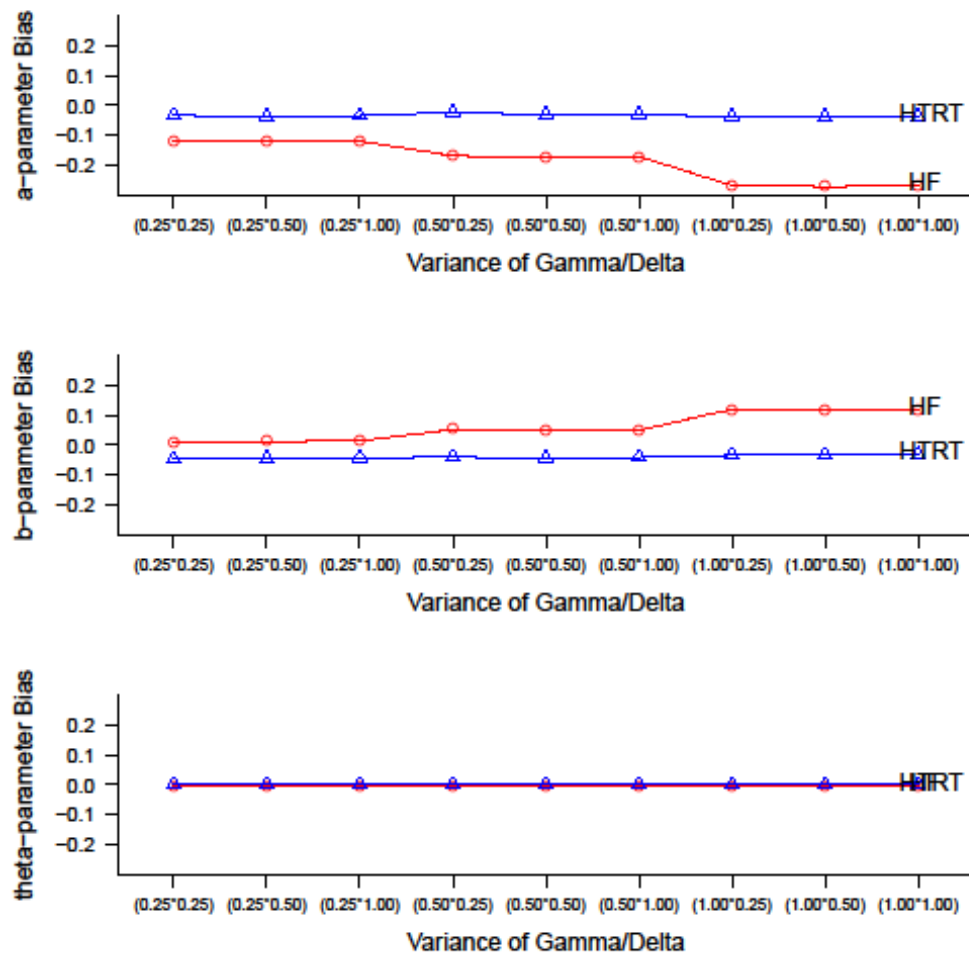 a−parameter Bias
0.2
0.1
0.0
−0.1
−0.2
HTRT
HF
(0.25*0.25) (0.25*0.50) (0.25*1.00) (0.50*0.25) (0.50*0.50) (0.50*1.00) (1.00*0.25) (1.00*0.50) (1.00*1.00)
Variance of Gamma/Delta
b−parameter Bias
0.2
0.1
0.0
−0.1
−0.2
HF
HTRT
(0.25*0.25) (0.25*0.50) (0.25*1.00) (0.50*0.25) (0.50*0.50) (0.50*1.00) (1.00*0.25) (1.00*0.50) (1.00*1.00)
Variance of Gamma/Delta
theta−parameter Bias
0.2
0.1
0.0
−0.1
−0.2
HTRT
HF
(0.25*0.25) (0.25*0.50) (0.25*1.00) (0.50*0.25) (0.50*0.50) (0.50*1.00) (1.00*0.25) (1.00*0.50) (1.00*1.00)
Variance of Gamma/Delta